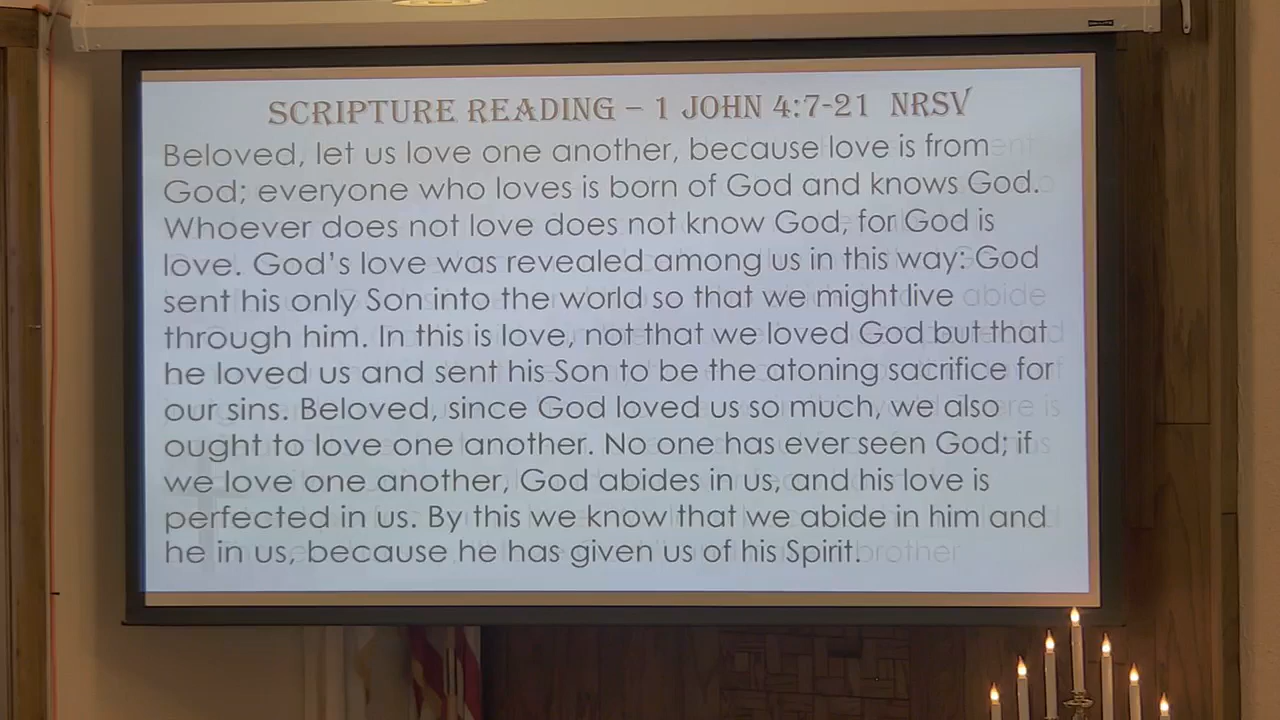 SCRIPTURE READING – 1 JOHN 4:7-21 NRSV
Beloved, let us love one another, because love is from
God; everyone who loves is born of God and knows God.
Whoever does not love does not know God, for God is
love. God's love was revealed among us in this way: God
sent his only Son into the world so that we might live
through him. In this is love, not that we loved God but that
he loved us and sent his Son to be the atoning sacrifice for
our sins. Beloved, since God loved us so much, we also
ought to love one another. No one has ever seen God; if
we love one another, God abides in us, and his love is
perfected in us. By this we know that we abide in him and
he in us, because he has given us of his Spirit.
abide
brother